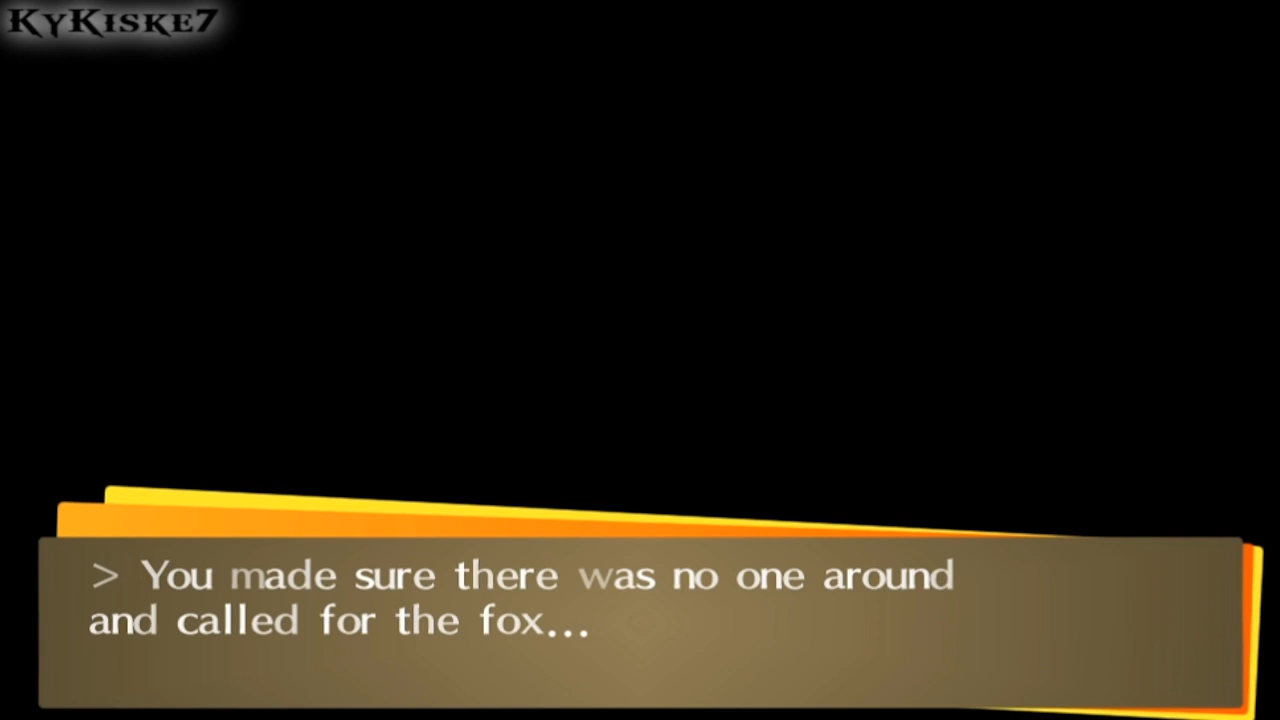 KyKiske7
> You made sure there was no one around
and called for the fox...